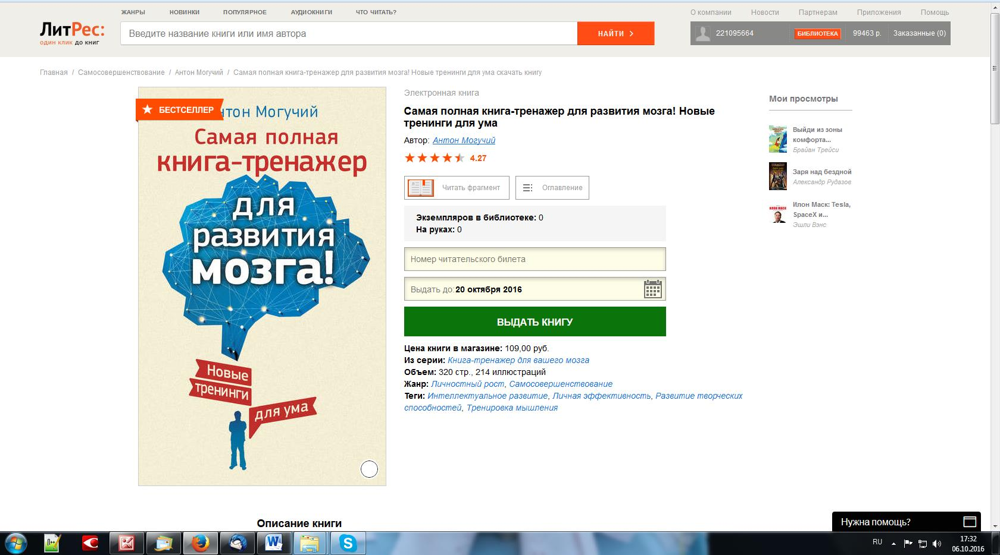 ЖАНРЫ НОВИНКИ ПОПУЛЯРНОЕ АУДИОКНИГИ ЧТО ЧИТАТЬ?
О компании Новости Партнерам Приложения Помощь
ЛитРес:
один клик до книг
Введите название книги или имя автора
НАЙТИ
221095664 БИБЛИОТЕКА 99463 р. Заказанные (0)
Главная / Самосовершенствование / Антон Могучий / Самая полная книга-тренажер для развития мозга! Новые тренинги для ума скачать книгу
БЕСТСЕЛЛЕР
нтон Могучий
Самая полная
книга-тренажер
для
развития
мозга!
Новые
тренинги
для ума
Электронная книга
Самая полная книга-тренажер для развития мозга! Новые
тренинги для ума
Автор: Антон Могучий
4.27
Читать фрагмент Оглавление
Экземпляров в библиотеке: 0
На руках: 0
Номер читательского билета
Выдать до: 20 октября 2016
ВЫДАТЬ КНИГУ
Цена книги в магазине: 109,00 руб.
Из серии: Книга-тренажер для вашего мозга
Объем: 320 стр., 214 иллюстраций
Жанр: Личностный рост, Самосовершенствование
Теги: Интеллектуальное развитие, Личная эффективность, Развитие творческих
способностей, Тренировка мышления
Мои просмотры
Выйди из зоны
комфорта...
Брайан Трейси
Заря над бездной
Александр Рудазов
ИЛОН МАСК
Илон Маск: Tesla,
SpaceX и...
Эшли Вэнс
Описание книги
Нужна помощь?
RU
17:32
06.10.2016